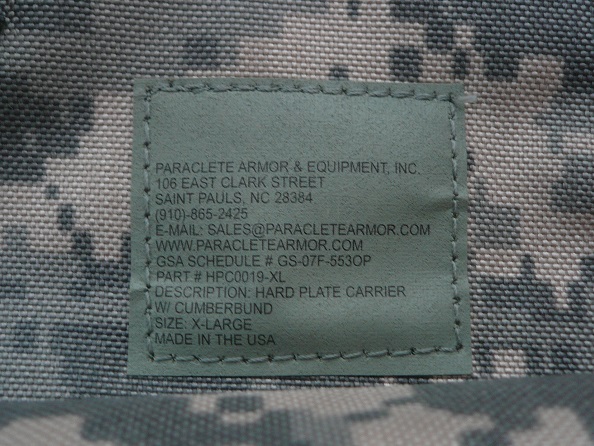 PARACLETE ARMOR & EQUIPMENT, INC.
106 EAST CLARK STREET
SAINT PAULS, NC 28384
(910)-865-2425
E-MAIL: SALES@PARACLETEARMOR.COM
WWW.PARACLETEARMOR.COM
GSA SCHEDULE # GS-07F-553OP
PART # HPC0019-XL
DESCRIPTION: HARD PLATE CARRIER
W/ CUMBERBUND
SIZE: X-LARGE
MADE IN THE USA